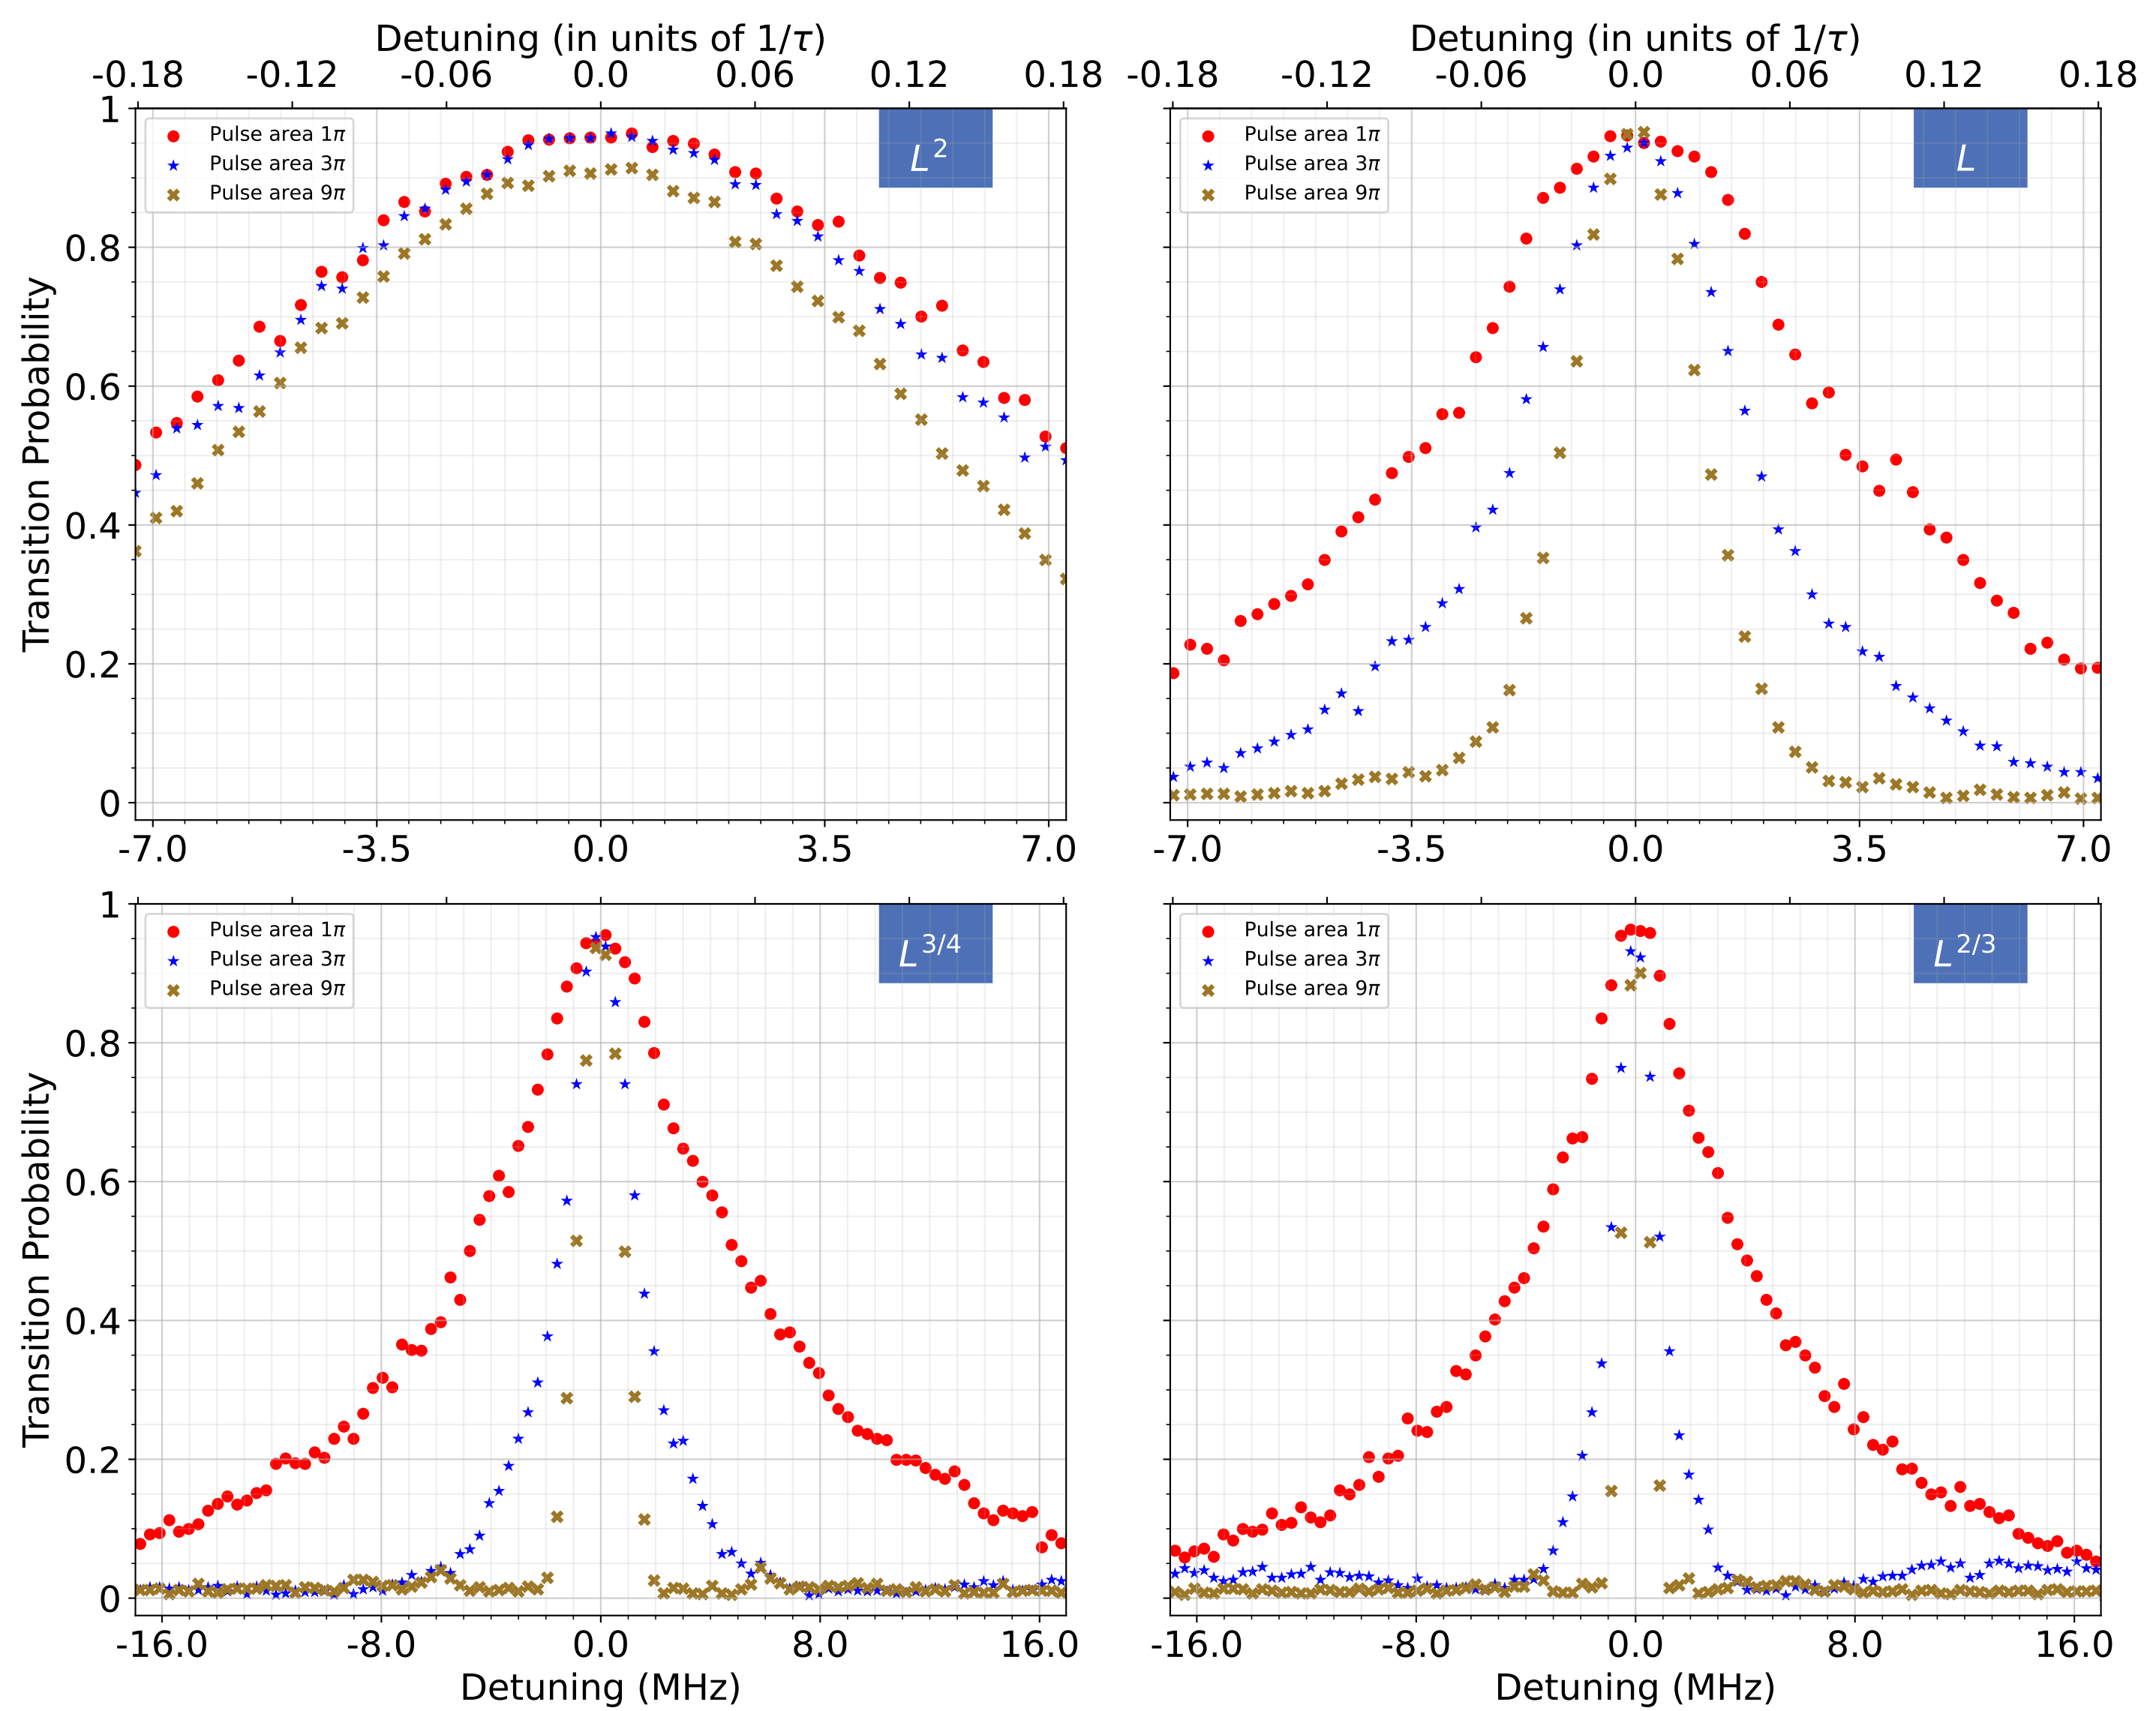 Detuning (in units of 1/τ)
-0.18 -0.12 -0.06 0.0 0.06 0.12 0.18
Pulse area 1π
Pulse area 3π
Pulse area 9π
L²
1
0.8
0.6
0.4
0.2
0
Transition Probability
-7.0 -3.5 0.0 3.5 7.0
Detuning (in units of 1/τ)
-0.18 -0.12 -0.06 0.0 0.06 0.12 0.18
Pulse area 1π
Pulse area 3π
Pulse area 9π
L
-7.0 -3.5 0.0 3.5 7.0
Pulse area 1π
Pulse area 3π
Pulse area 9π
L^{3/4}
1
0.8
0.6
0.4
0.2
0
Transition Probability
-16.0 -8.0 0.0 8.0 16.0
Detuning (MHz)
Pulse area 1π
Pulse area 3π
Pulse area 9π
L^{2/3}
-16.0 -8.0 0.0 8.0 16.0
Detuning (MHz)